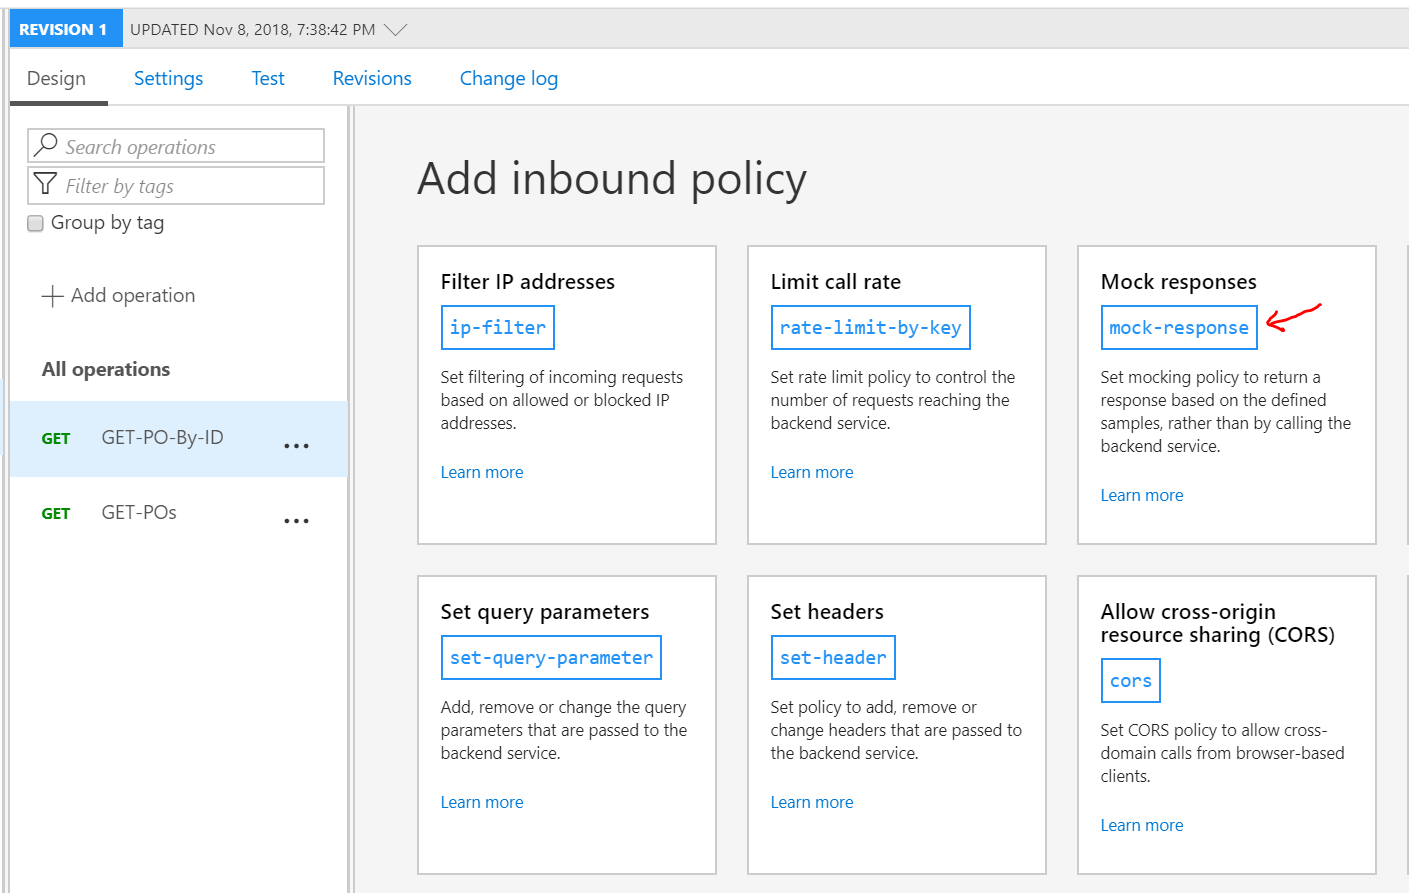 REVISION 1 UPDATED Nov 8, 2018, 7:38:42 PM
Design Settings Test Revisions Change log
Search operations
Filter by tags
Group by tag
Add operation
All operations
GET GET-PO-By-ID ...
GET GET-POs ...
Add inbound policy
Filter IP addresses
ip-filter
Set filtering of incoming requests
based on allowed or blocked IP
addresses.
Learn more
Limit call rate
rate-limit-by-key
Set rate limit policy to control the
number of requests reaching the
backend service.
Learn more
Mock responses
mock-response
Set mocking policy to return a
response based on the defined
samples, rather than by calling the
backend service.
Learn more
Set query parameters
set-query-parameter
Add, remove or change the query
parameters that are passed to the
backend service.
Learn more
Set headers
set-header
Set policy to add, remove or
change headers that are passed to
the backend service.
Learn more
Allow cross-origin
resource sharing (CORS)
cors
Set CORS policy to allow cross-
domain calls from browser-based
clients.
Learn more